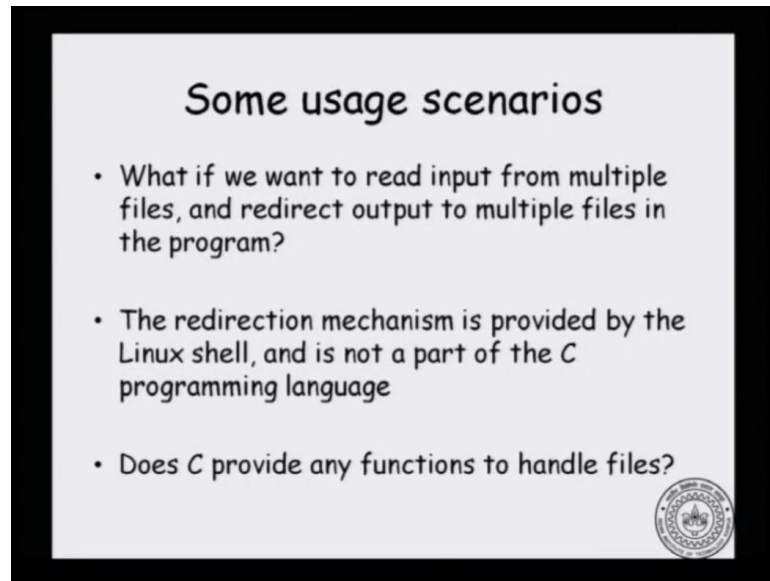 Some usage scenarios
• What if we want to read input from multiple
files, and redirect output to multiple files in
the program?
• The redirection mechanism is provided by the
Linux shell, and is not a part of the C
programming language
• Does C provide any functions to handle files?